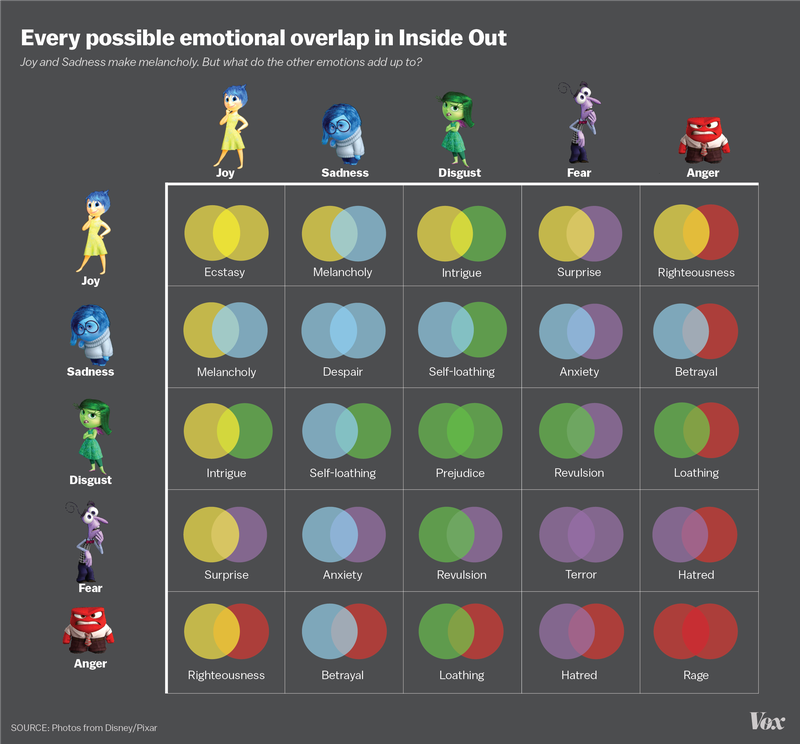 Every possible emotional overlap in Inside Out
Joy and Sadness make melancholy. But what do the other emotions add up to?
Joy Sadness Disgust Fear Anger
Joy
Ecstasy Melancholy Intrigue Surprise Righteousness
Sadness
Melancholy Despair Self-loathing Anxiety Betrayal
Disgust
Intrigue Self-loathing Prejudice Revulsion Loathing
Fear
Surprise Anxiety Revulsion Terror Hatred
Anger
Righteousness Betrayal Loathing Hatred Rage
SOURCE: Photos from Disney/Pixar
Vox